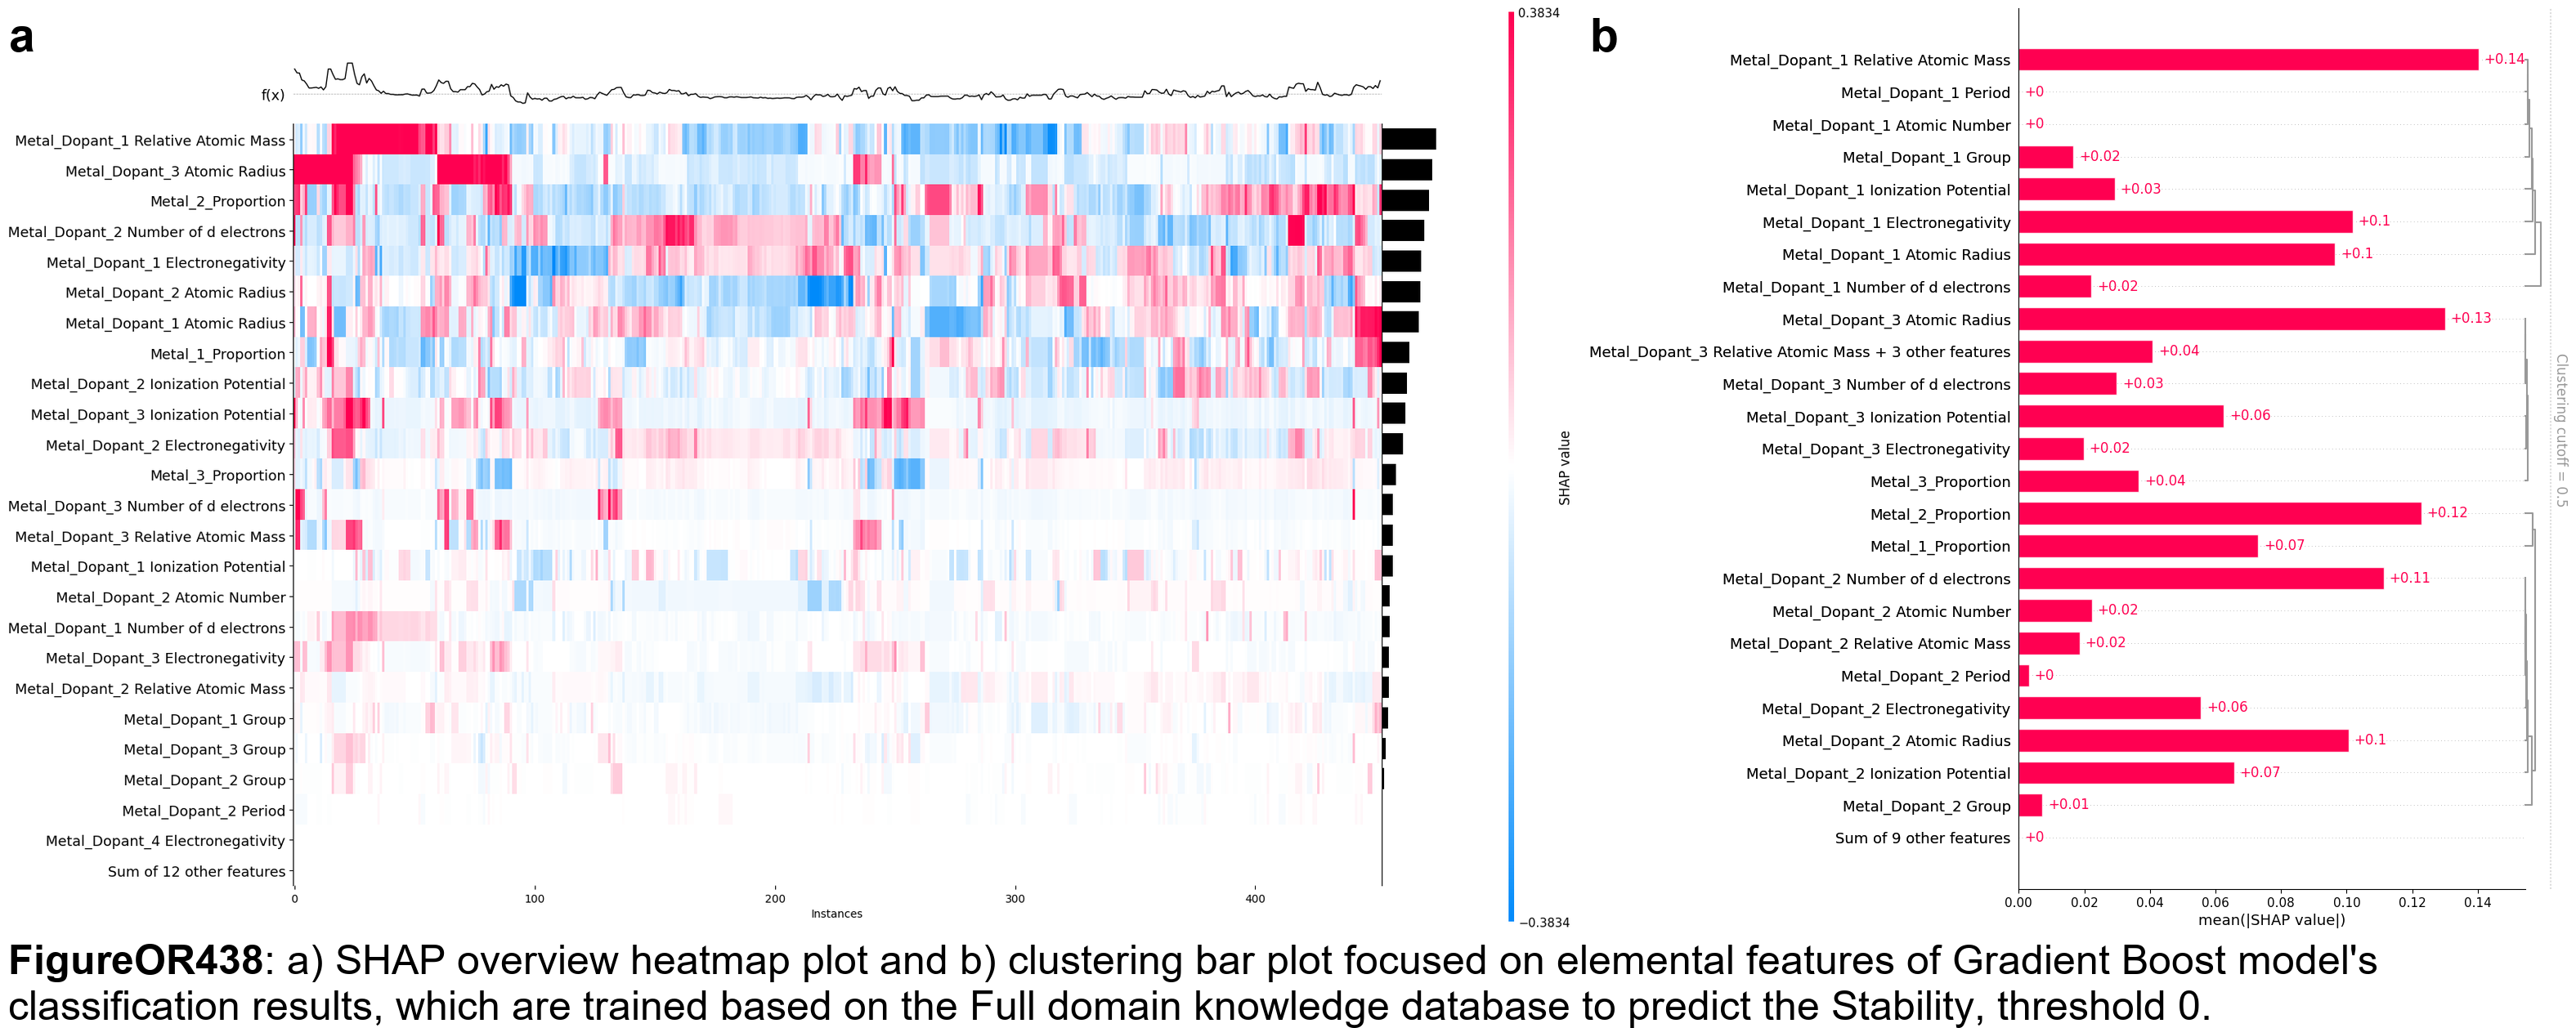 a
0.3834
f(x)
Metal_Dopant_1 Relative Atomic Mass
Metal_Dopant_3 Atomic Radius
Metal_2_Proportion
Metal_Dopant_2 Number of d electrons
Metal_Dopant_1 Electronegativity
Metal_Dopant_2 Atomic Radius
Metal_Dopant_1 Atomic Radius
Metal_1_Proportion
Metal_Dopant_2 Ionization Potential
Metal_Dopant_3 Ionization Potential
Metal_Dopant_2 Electronegativity
Metal_3_Proportion
Metal_Dopant_3 Number of d electrons
Metal_Dopant_3 Relative Atomic Mass
Metal_Dopant_1 Ionization Potential
Metal_Dopant_2 Atomic Number
Metal_Dopant_1 Number of d electrons
Metal_Dopant_3 Electronegativity
Metal_Dopant_2 Relative Atomic Mass
Metal_Dopant_1 Group
Metal_Dopant_3 Group
Metal_Dopant_2 Group
Metal_Dopant_2 Period
Metal_Dopant_4 Electronegativity
Sum of 12 other features
0 100 200 300 400
Instances
SHAP value
−0.3834
b
Metal_Dopant_1 Relative Atomic Mass +0.14
Metal_Dopant_1 Period +0
Metal_Dopant_1 Atomic Number +0
Metal_Dopant_1 Group +0.02
Metal_Dopant_1 Ionization Potential +0.03
Metal_Dopant_1 Electronegativity +0.1
Metal_Dopant_1 Atomic Radius +0.1
Metal_Dopant_1 Number of d electrons +0.02
Metal_Dopant_3 Atomic Radius +0.13
Metal_Dopant_3 Relative Atomic Mass + 3 other features +0.04
Metal_Dopant_3 Number of d electrons +0.03
Metal_Dopant_3 Ionization Potential +0.06
Metal_Dopant_3 Electronegativity +0.02
Metal_3_Proportion +0.04
Metal_2_Proportion +0.12
Metal_1_Proportion +0.07
Metal_Dopant_2 Number of d electrons +0.11
Metal_Dopant_2 Atomic Number +0.02
Metal_Dopant_2 Relative Atomic Mass +0.02
Metal_Dopant_2 Period +0
Metal_Dopant_2 Electronegativity +0.06
Metal_Dopant_2 Atomic Radius +0.1
Metal_Dopant_2 Ionization Potential +0.07
Metal_Dopant_2 Group +0.01
Sum of 9 other features +0
0.00 0.02 0.04 0.06 0.08 0.10 0.12 0.14
mean(|SHAP value|)
Clustering cutoff = 0.5
FigureOR438: a) SHAP overview heatmap plot and b) clustering bar plot focused on elemental features of Gradient Boost model's
classification results, which are trained based on the Full domain knowledge database to predict the Stability, threshold 0.